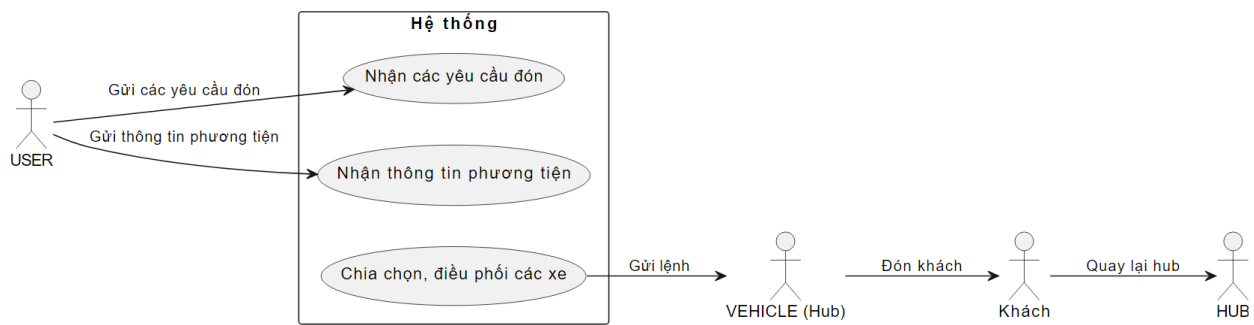 Hệ thống
Nhận các yêu cầu đón
Gửi các yêu cầu đón
Gửi thông tin phương tiện
USER
Nhận thông tin phương tiện
Chia chọn, điều phối các xe
Gửi lệnh
Đón khách
Quay lại hub
VEHICLE (Hub)
Khách
HUB